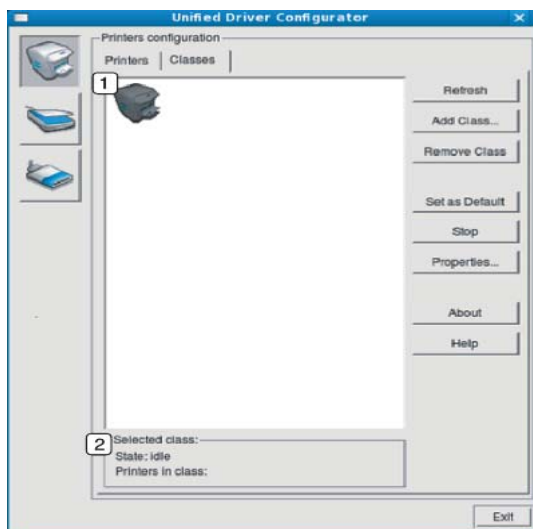 Unified Driver Configurator
Printers configuration
Printers Classes
1
Refresh
Add Class...
Remove Class
Set as Default
Stop
Properties...
About
Help
2 Selected class:
State: idle
Printers in class:
Exit